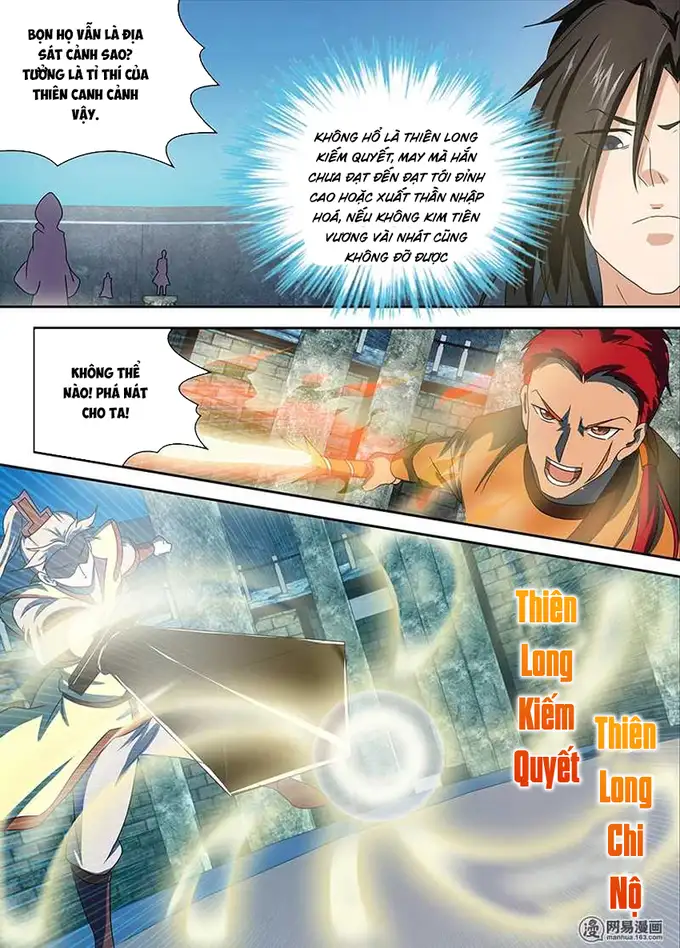 BỌN HỌ VẪN LÀ ĐỊA
SÁT CẢNH SAO?
TƯỞNG LÀ TỈ THÍ CỦA
THIÊN CANH CẢNH
VẬY.
KHÔNG HỔ LÀ THIÊN LONG
KIẾM QUYẾT, MAY MÀ HẮN
CHƯA ĐẠT ĐẾN ĐẠT TỚI ĐỈNH
CAO HOẶC XUẤT THẦN NHẬP
HOÁ, NẾU KHÔNG KIM TIÊN
VƯƠNG VÀI NHÁT CŨNG
KHÔNG ĐỠ ĐƯỢC
KHÔNG THỂ
NÀO! PHÁ NÁT
CHO TA!
Thiên
Long
Kiếm
Quyết
Thiên
Long
Chi
Nộ
网易漫画
manhua.163.com